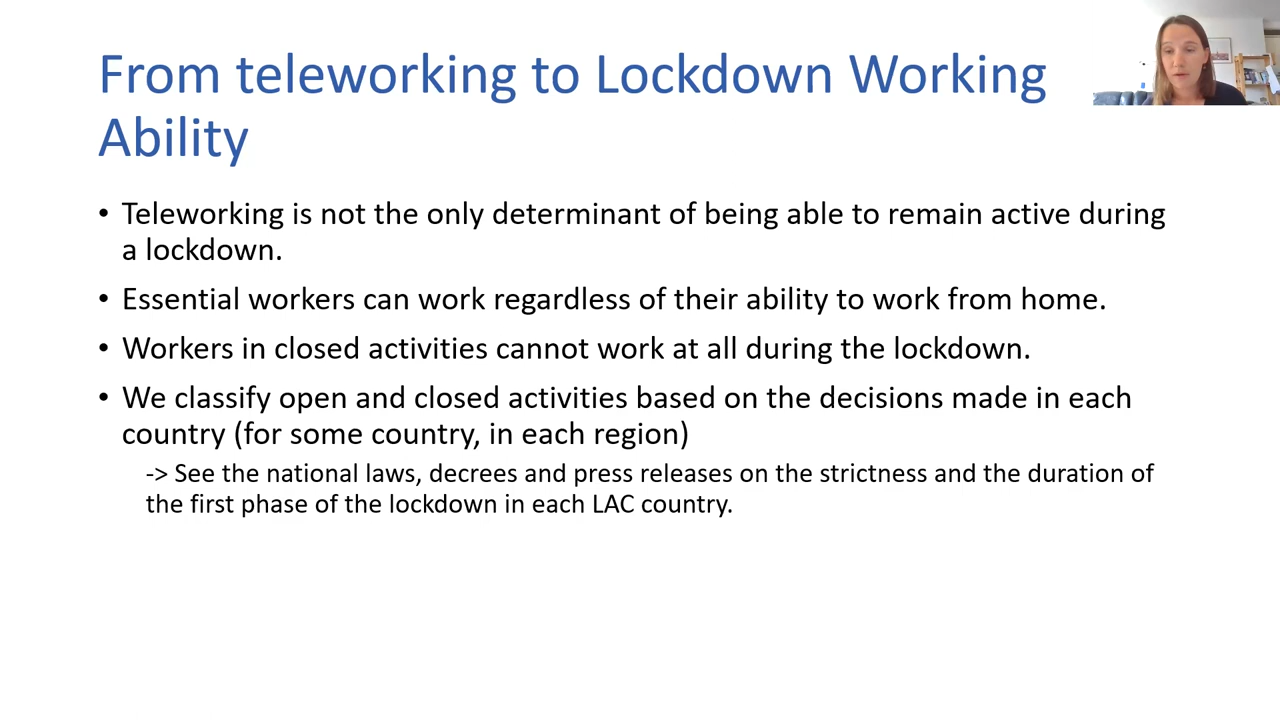 From teleworking to Lockdown Working
Ability
• Teleworking is not the only determinant of being able to remain active during
a lockdown.
• Essential workers can work regardless of their ability to work from home.
• Workers in closed activities cannot work at all during the lockdown.
• We classify open and closed activities based on the decisions made in each
country (for some country, in each region)
-> See the national laws, decrees and press releases on the strictness and the duration of
the first phase of the lockdown in each LAC country.